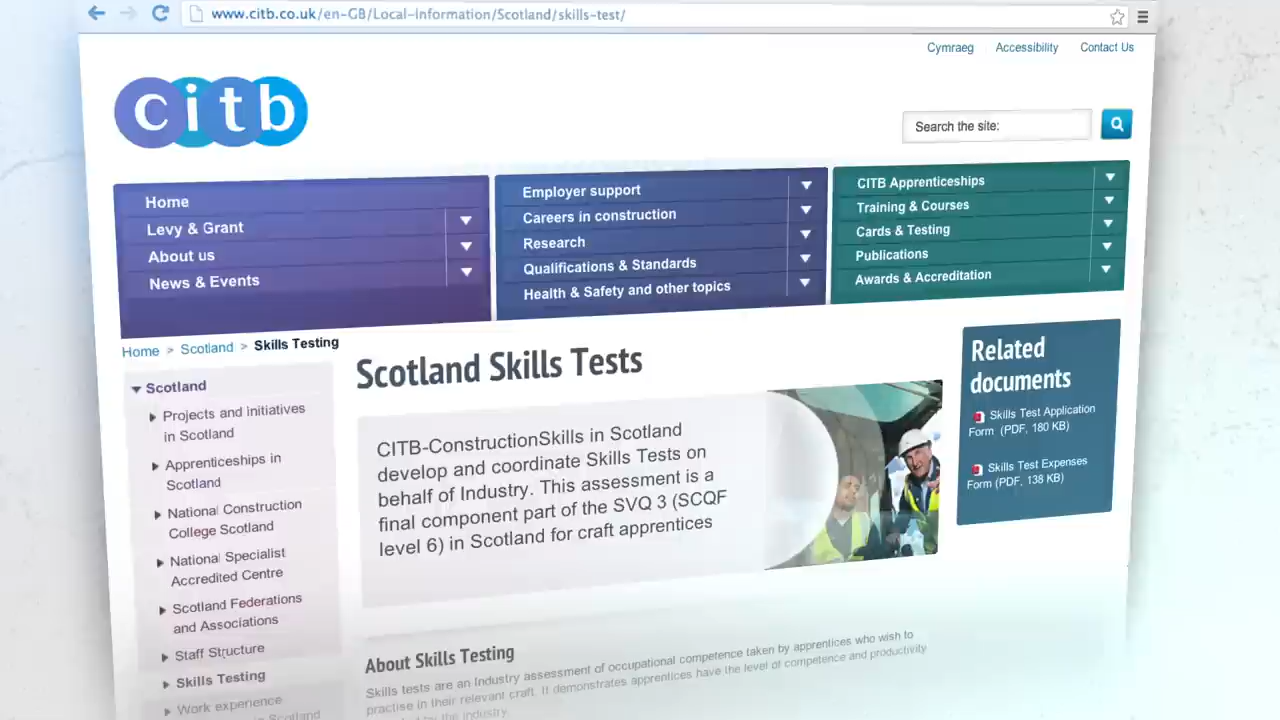 www.citb.co.uk/en-GB/Local-Information/Scotland/skills-test/
Cymraeg Accessibility Contact Us
citb
Search the site:
Home
Levy & Grant
About us
News & Events
Employer support
Careers in construction
Research
Qualifications & Standards
Health & Safety and other topics
CITB Apprenticeships
Training & Courses
Cards & Testing
Publications
Awards & Accreditation
Home > Scotland > Skills Testing
Scotland
Projects and initiatives
in Scotland
Apprenticeships in
Scotland
National Construction
College Scotland
National Specialist
Accredited Centre
Scotland Federations
and Associations
Staff Structure
Skills Testing
Work experience
in Scotland
Scotland Skills Tests
CITB-ConstructionSkills in Scotland
develop and coordinate Skills Tests on
behalf of Industry. This assessment is a
final component part of the SVQ 3 (SCQF
level 6) in Scotland for craft apprentices
Related
documents
Skills Test Application
Form (PDF, 180 KB)
Skills Test Expenses
Form (PDF, 138 KB)
About Skills Testing
Skills tests are an Industry assessment of occupational competence taken by apprentices who wish to
practise in their relevant craft. It demonstrates apprentices have the level of competence and productivity
by the industry.